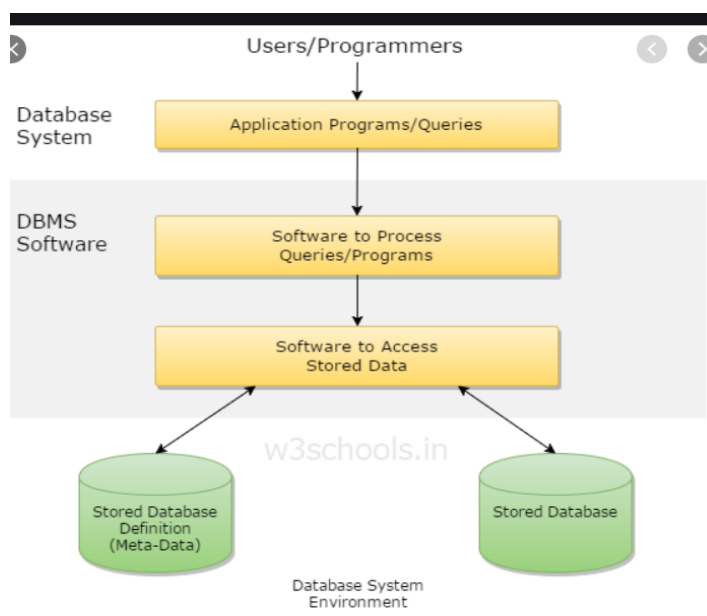 Users/Programmers
Database
System
Application Programs/Queries
DBMS
Software
Software to Process
Queries/Programs
Software to Access
Stored Data
w3schools.in
Stored Database
Definition
(Meta-Data)
Stored Database
Database System
Environment